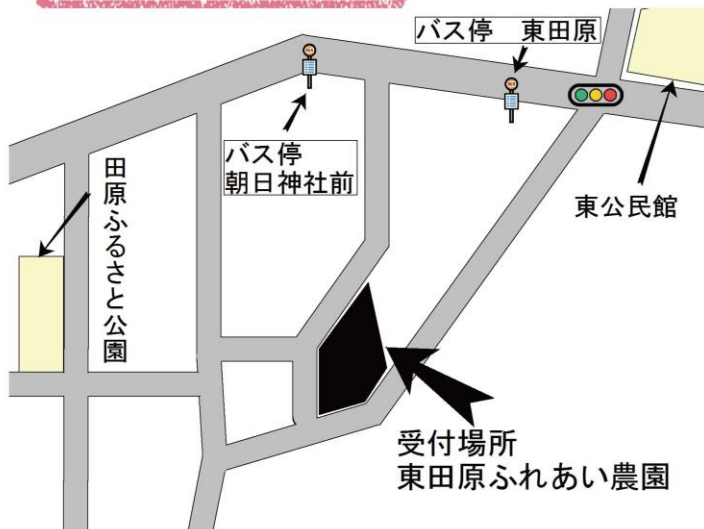 バス停　東田原
バス停
朝日神社前
田原ふるさと公園
東公民館
受付場所
東田原ふれあい農園